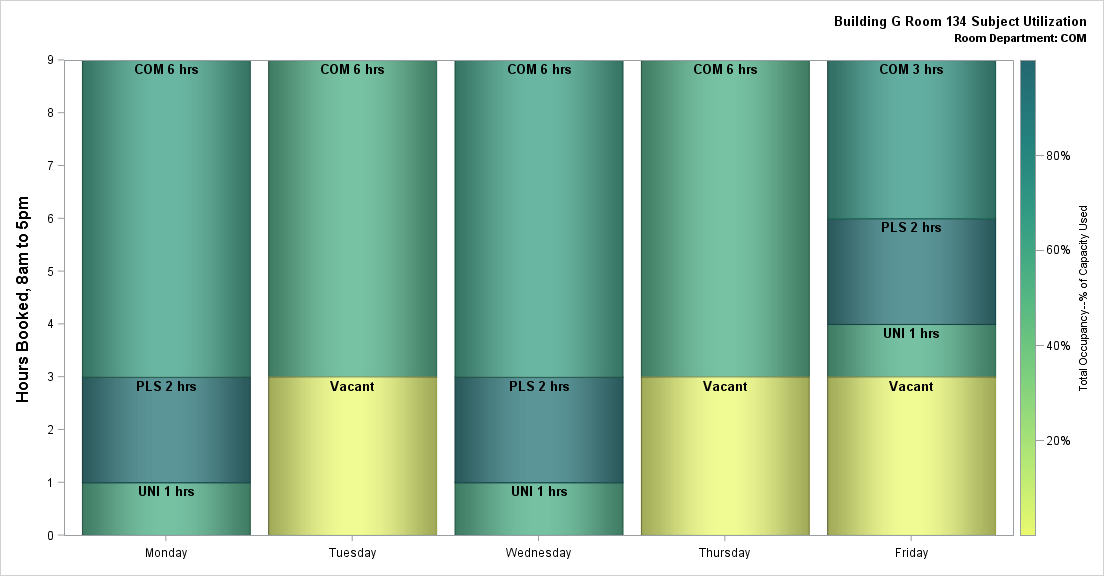 Building G Room 134 Subject Utilization
Room Department: COM
Hours Booked, 8am to 5pm
9
8
7
6
5
4
3
2
1
0
COM 6 hrs
PLS 2 hrs
UNI 1 hrs
COM 6 hrs
Vacant
COM 6 hrs
PLS 2 hrs
UNI 1 hrs
COM 6 hrs
Vacant
COM 3 hrs
PLS 2 hrs
UNI 1 hrs
Vacant
Monday
Tuesday
Wednesday
Thursday
Friday
80%
60%
40%
20%
Total Occupancy--% of Capacity Used